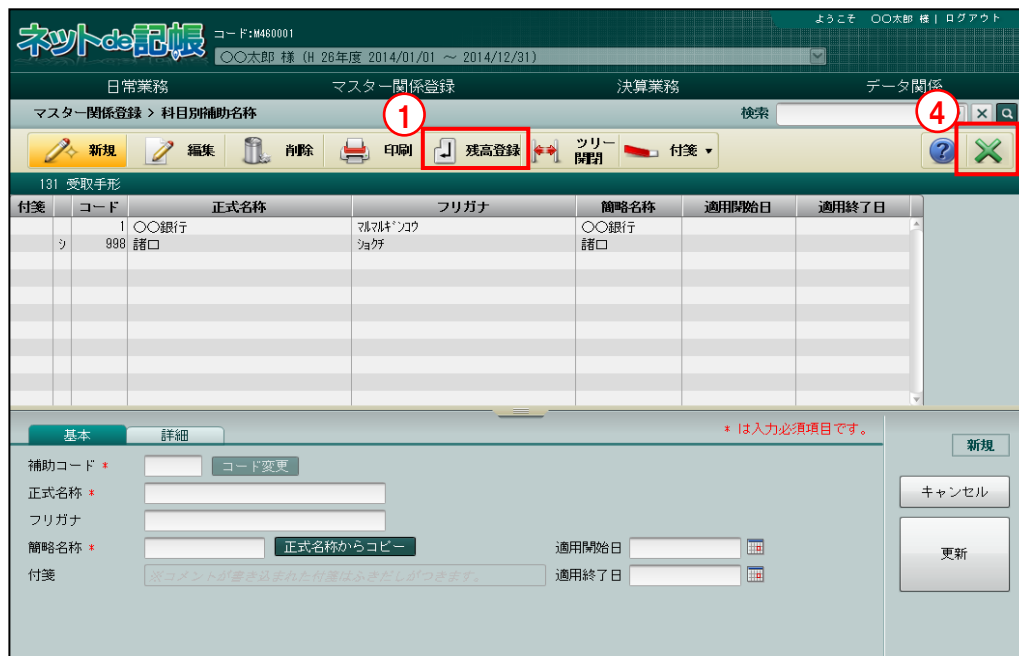 ようこそ 〇〇太郎 様 | ログアウト
ネットde記帳 コード:M460001
〇〇太郎 様 (H 26年度 2014/01/01 ～ 2014/12/31)
日常業務 マスター関係登録 決算業務 データ関係
マスター関係登録 > 科目別補助名称 検索
1 4
新規 編集 削除 印刷 残高登録 ツリー開閉 付箋 ▼ ?
131 受取手形
付箋 コード 正式名称 フリガナ 簡略名称 適用開始日 適用終了日
1 〇〇銀行 ﾏﾙﾏﾙｷﾞﾝｺｳ 〇〇銀行
ｼ 998 諸口 ｼｮｸﾁ 諸口
基本 詳細 * は入力必須項目です。
新規
補助コード * コード変更
正式名称 * キャンセル
フリガナ
簡略名称 * 正式名称からコピー 適用開始日 更新
付箋 ※コメントが書き込まれた付箋はふきだしがつきます。 適用終了日